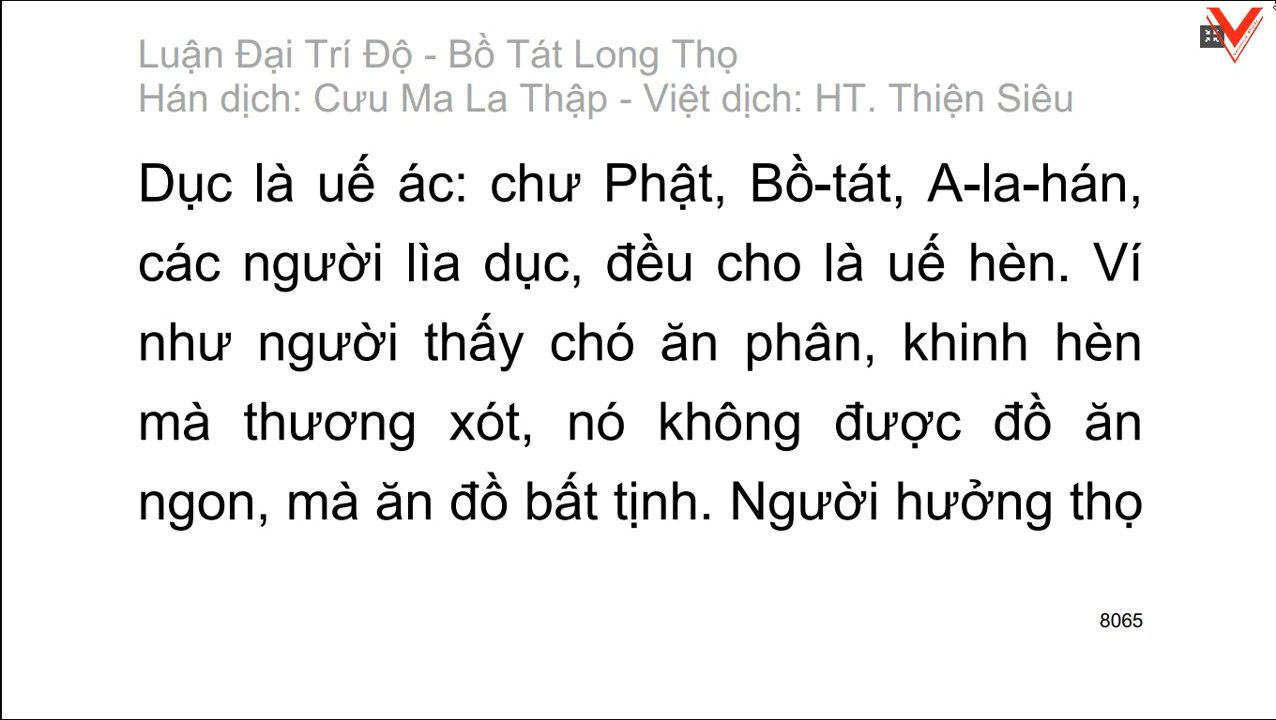 Luận Đại Trí Độ - Bồ Tát Long Thọ
Hán dịch: Cưu Ma La Thập - Việt dịch: HT. Thiện Siêu
Dục là uế ác: chư Phật, Bồ-tát, A-la-hán,
các người lìa dục, đều cho là uế hèn. Ví
như người thấy chó ăn phân, khinh hèn
mà thương xót, nó không được đồ ăn
ngon, mà ăn đồ bất tịnh. Người hưởng thọ
8065